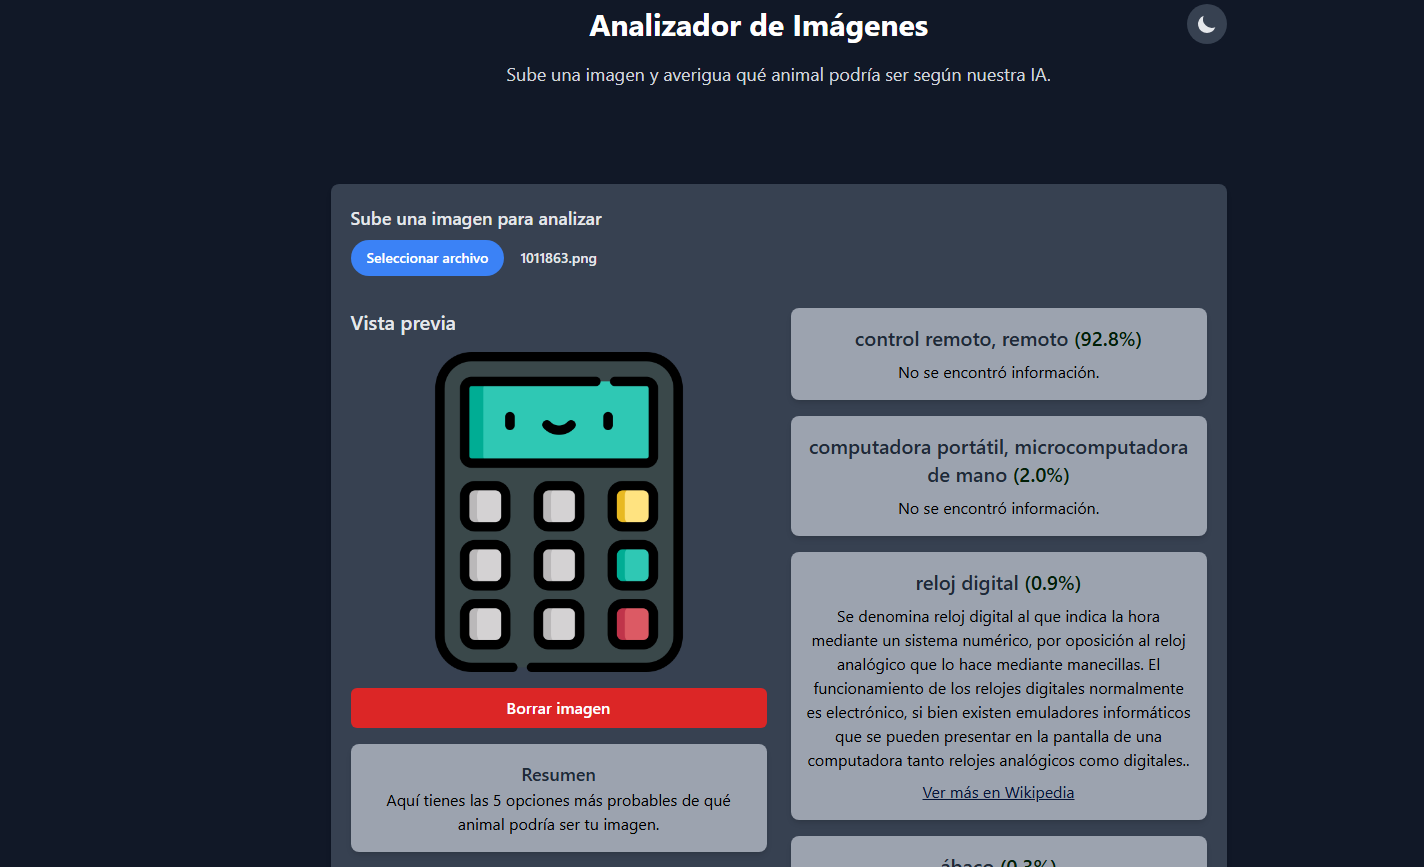 Analizador de Imágenes
Sube una imagen y averigua qué animal podría ser según nuestra IA.
Sube una imagen para analizar
Seleccionar archivo
1011863.png
Vista previa
Borrar imagen
Resumen
Aquí tienes las 5 opciones más probables de qué
animal podría ser tu imagen.
control remoto, remoto (92.8%)
No se encontró información.
computadora portátil, microcomputadora
de mano (2.0%)
No se encontró información.
reloj digital (0.9%)
Se denomina reloj digital al que indica la hora
mediante un sistema numérico, por oposición al reloj
analógico que lo hace mediante manecillas. El
funcionamiento de los relojes digitales normalmente
es electrónico, si bien existen emuladores informáticos
que se pueden presentar en la pantalla de una
computadora tanto relojes analógicos como digitales..
Ver más en Wikipedia
ábaco (0.3%)